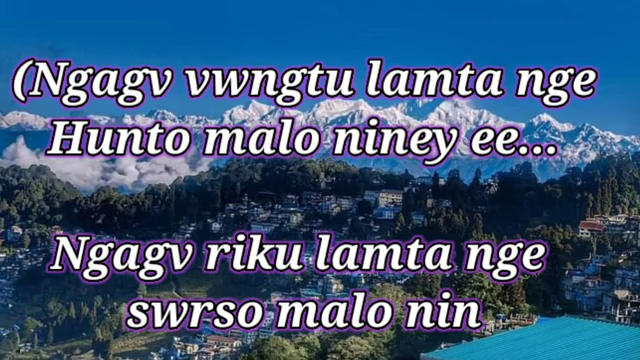 (Ngagv vwngtu lamta nge
Hunto malo niney ee...
Ngagv riku lamta nge
swrso malo nin